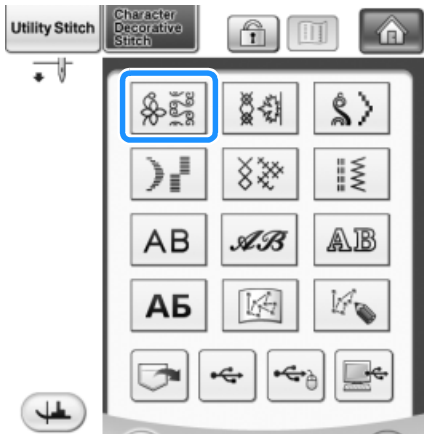 Utility Stitch
Character
Decorative
Stitch
AB
AB
AB
АБ